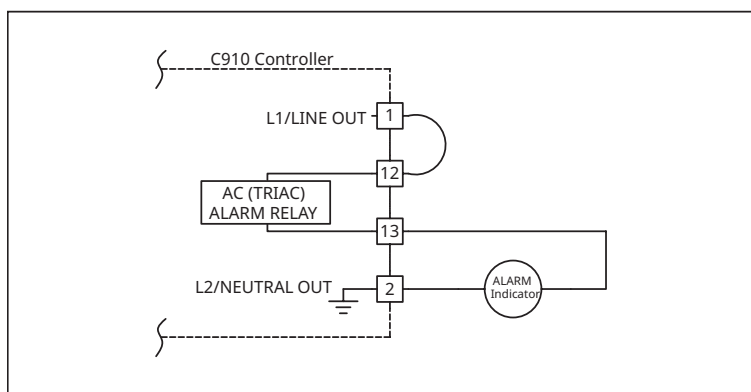 C910 Controller
L1/LINE OUT
1
12
AC (TRIAC)
ALARM RELAY
13
L2/NEUTRAL OUT
2
ALARM
Indicator